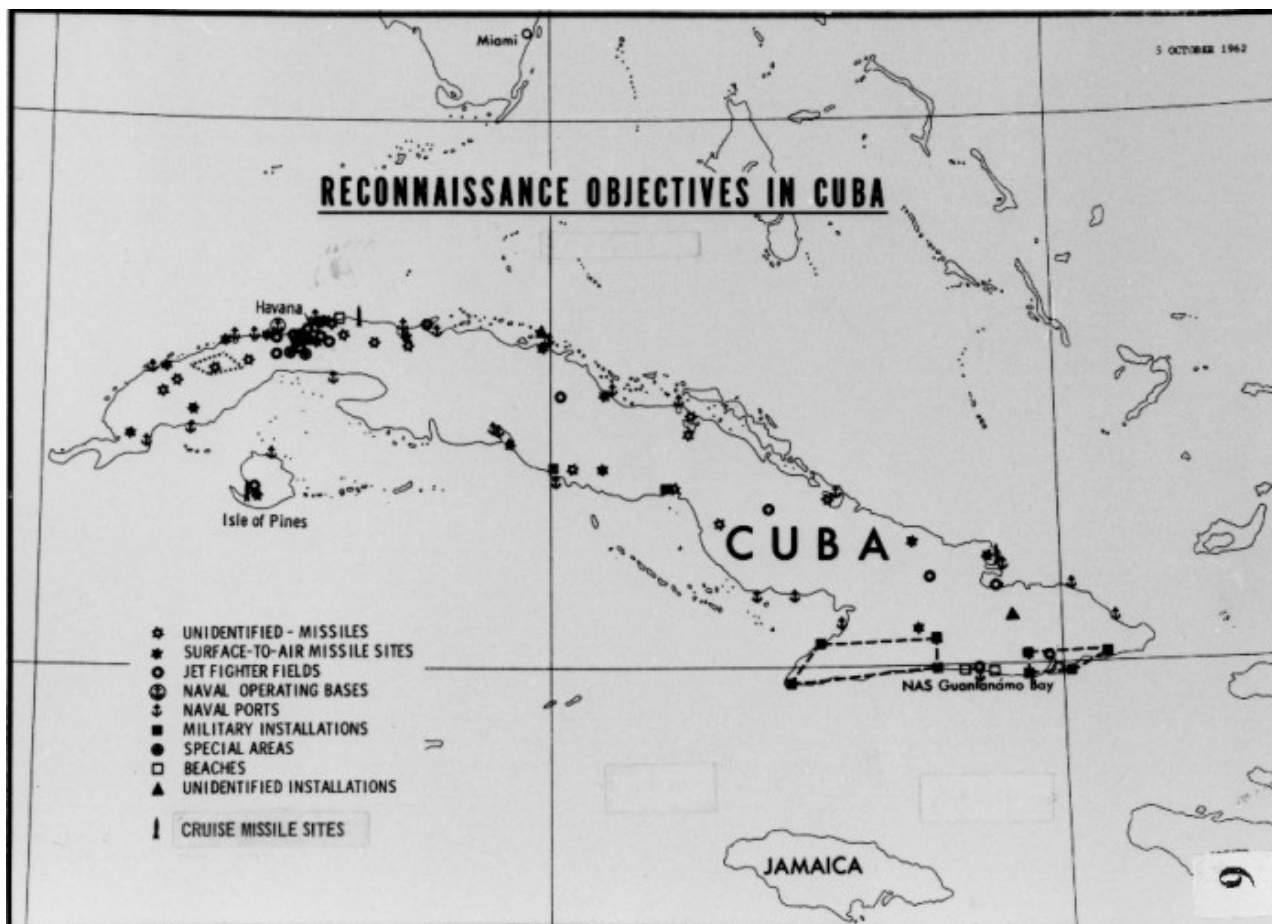 Miami
5 OCTOBER 1962
RECONNAISSANCE OBJECTIVES IN CUBA
Havana
Isle of Pines
CUBA
NAS Guantanámo Bay
UNIDENTIFIED - MISSILES
SURFACE-TO-AIR MISSILE SITES
JET FIGHTER FIELDS
NAVAL OPERATING BASES
NAVAL PORTS
MILITARY INSTALLATIONS
SPECIAL AREAS
BEACHES
UNIDENTIFIED INSTALLATIONS
CRUISE MISSILE SITES
JAMAICA
9